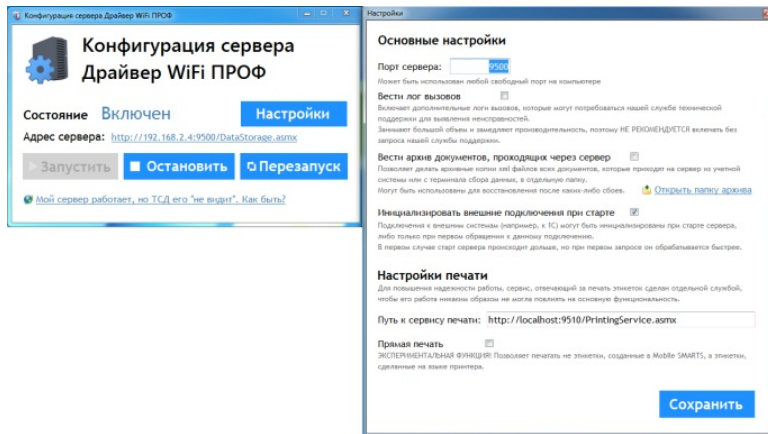 Конфигурация сервера Драйвер WiFi ПРОФ
Конфигурация сервера
Драйвер WiFi ПРОФ
Состояние Включен Настройки
Адрес сервера: http://192.168.2.4:9500/DataStorage.asmx
Запустить Остановить Перезапуск
Мой сервер работает, но ТСД его "не видит". Как быть?
Настройки
Основные настройки
Порт сервера: 9500
Может быть использован любой свободный порт на компьютере
Вести лог вызовов
Включает дополнительные логи вызовов, которые могут потребоваться нашей службе технической
поддержки для выявления неисправностей.
Занимают большой объем и замедляют производительность, поэтому НЕ РЕКОМЕНДУЕТСЯ включать без
запроса нашей службы поддержки.
Вести архив документов, проходящих через сервер
Позволяет делать архивные копии xml файлов всех документов, которые приходят на сервер из учетной
системы или с терминала сбора данных, в отдельную папку.
Могут быть использованы для восстановления после каких-либо сбоев. Открыть папку архива
Инициализировать внешние подключения при старте
Подключения к внешним системам (например, к 1С) могут быть инициализированы при старте сервера,
либо только при первом обращении к данному подключению.
В первом случае старт сервера происходит дольше, но при первом запросе он обрабатывается быстрее.
Настройки печати
Для повышения надежности работы, сервис, отвечающий за печать этикеток сделан отдельной службой,
чтобы его работа никаким образом не могла повлиять на основную функциональность.
Путь к сервису печати: http://localhost:9510/PrintingService.asmx
Прямая печать
ЭКСПЕРИМЕНТАЛЬНАЯ ФУНКЦИЯ! Позволяет печатать не этикетки, созданные в Mobile SMARTS, а этикетки,
сделанные на языке принтера.
Сохранить